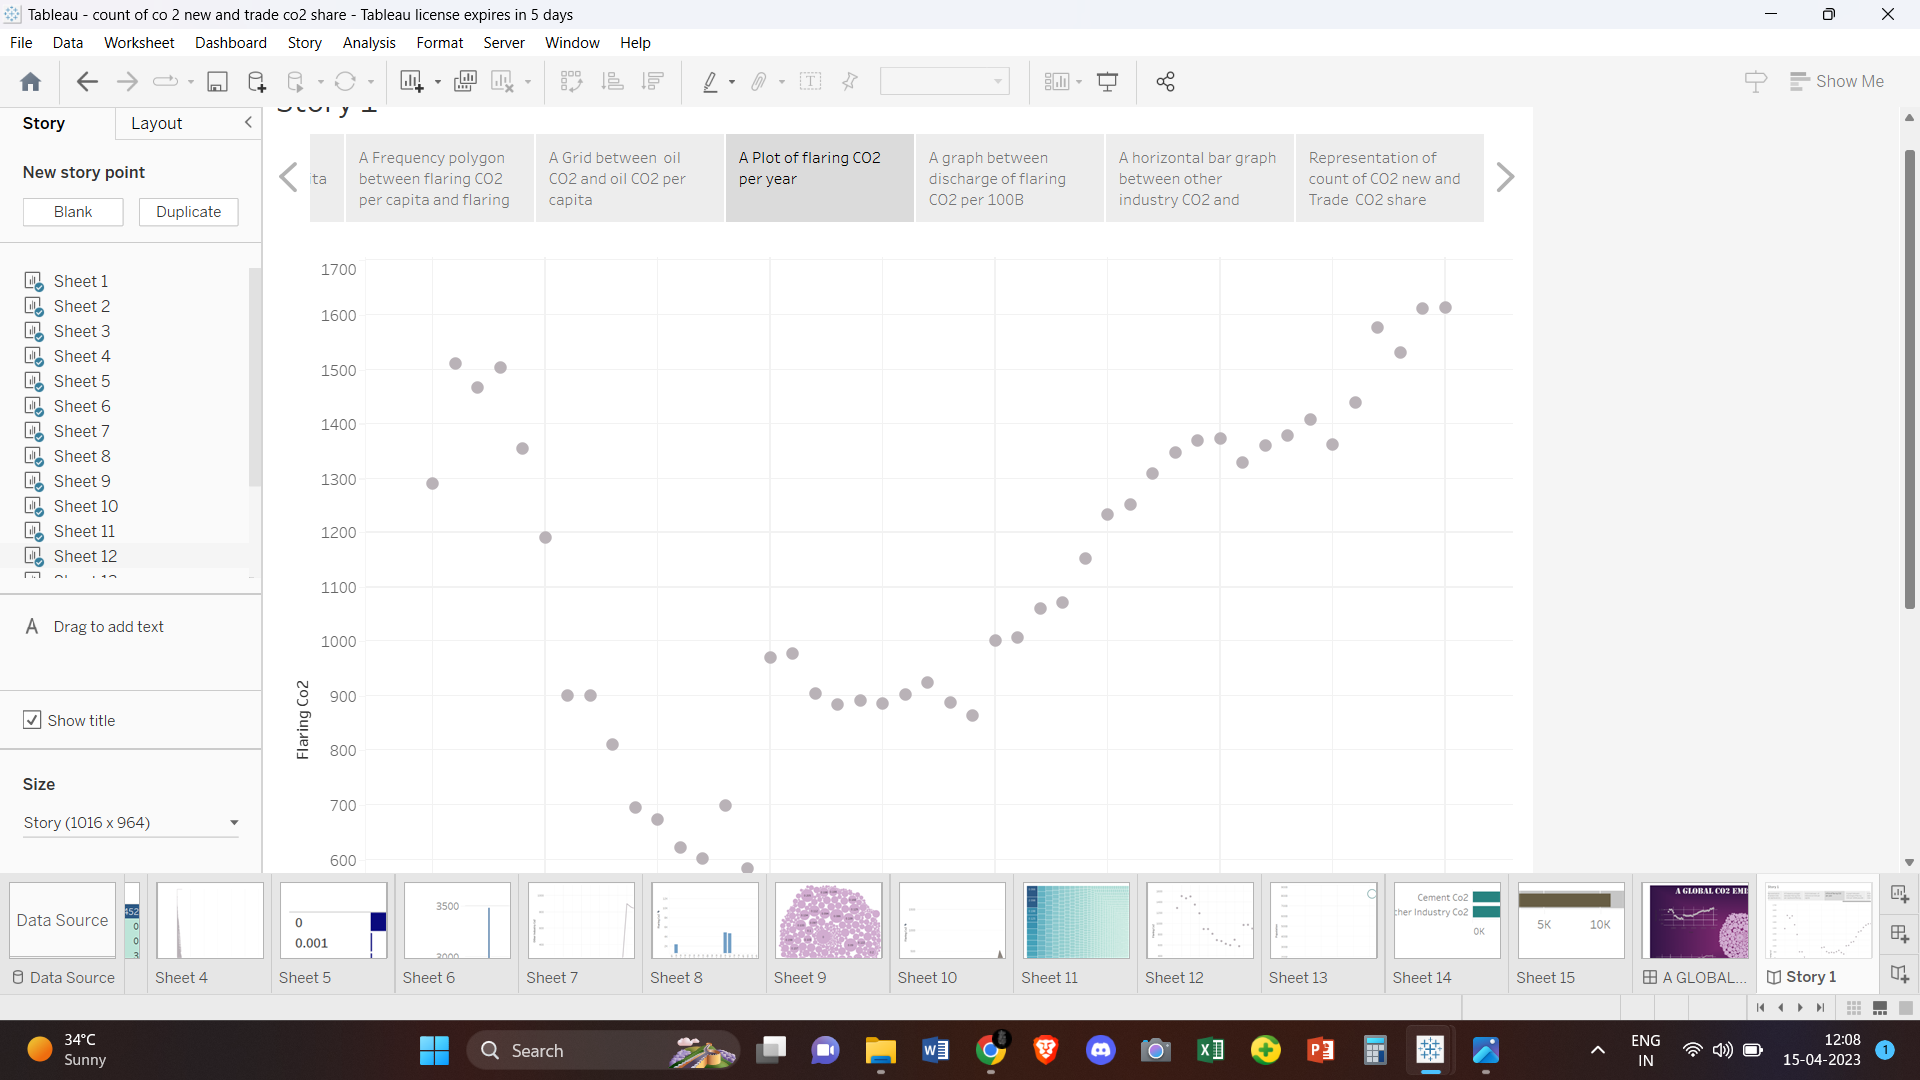 Tableau - count of co 2 new and trade co2 share - Tableau license expires in 5 days
File Data Worksheet Dashboard Story Analysis Format Server Window Help
Show Me
Story Layout
Story 1
New story point
Blank Duplicate
ta
A Frequency polygon
between flaring CO2
per capita and flaring
A Grid between oil
CO2 and oil CO2 per
capita
A Plot of flaring CO2
per year
A graph between
discharge of flaring
CO2 per 100B
A horizontal bar graph
between other
industry CO2 and
Representation of
count of CO2 new and
Trade CO2 share
Sheet 1
Sheet 2
Sheet 3
Sheet 4
Sheet 5
Sheet 6
Sheet 7
Sheet 8
Sheet 9
Sheet 10
Sheet 11
Sheet 12
Drag to add text
Show title
Size
Story (1016 x 964)
1700
1600
1500
1400
1300
1200
1100
1000
900
800
700
600
Flaring Co2
Data Source
452
0
0
3
0
0.001
3500
3000
Cement Co2
ther Industry Co2
0K
5K 10K
A GLOBAL CO2 EMI
Data Source Sheet 4 Sheet 5 Sheet 6 Sheet 7 Sheet 8 Sheet 9 Sheet 10 Sheet 11 Sheet 12 Sheet 13 Sheet 14 Sheet 15 A GLOBAL... Story 1
34°C
Sunny
Search
ENG
IN
12:08
15-04-2023
1